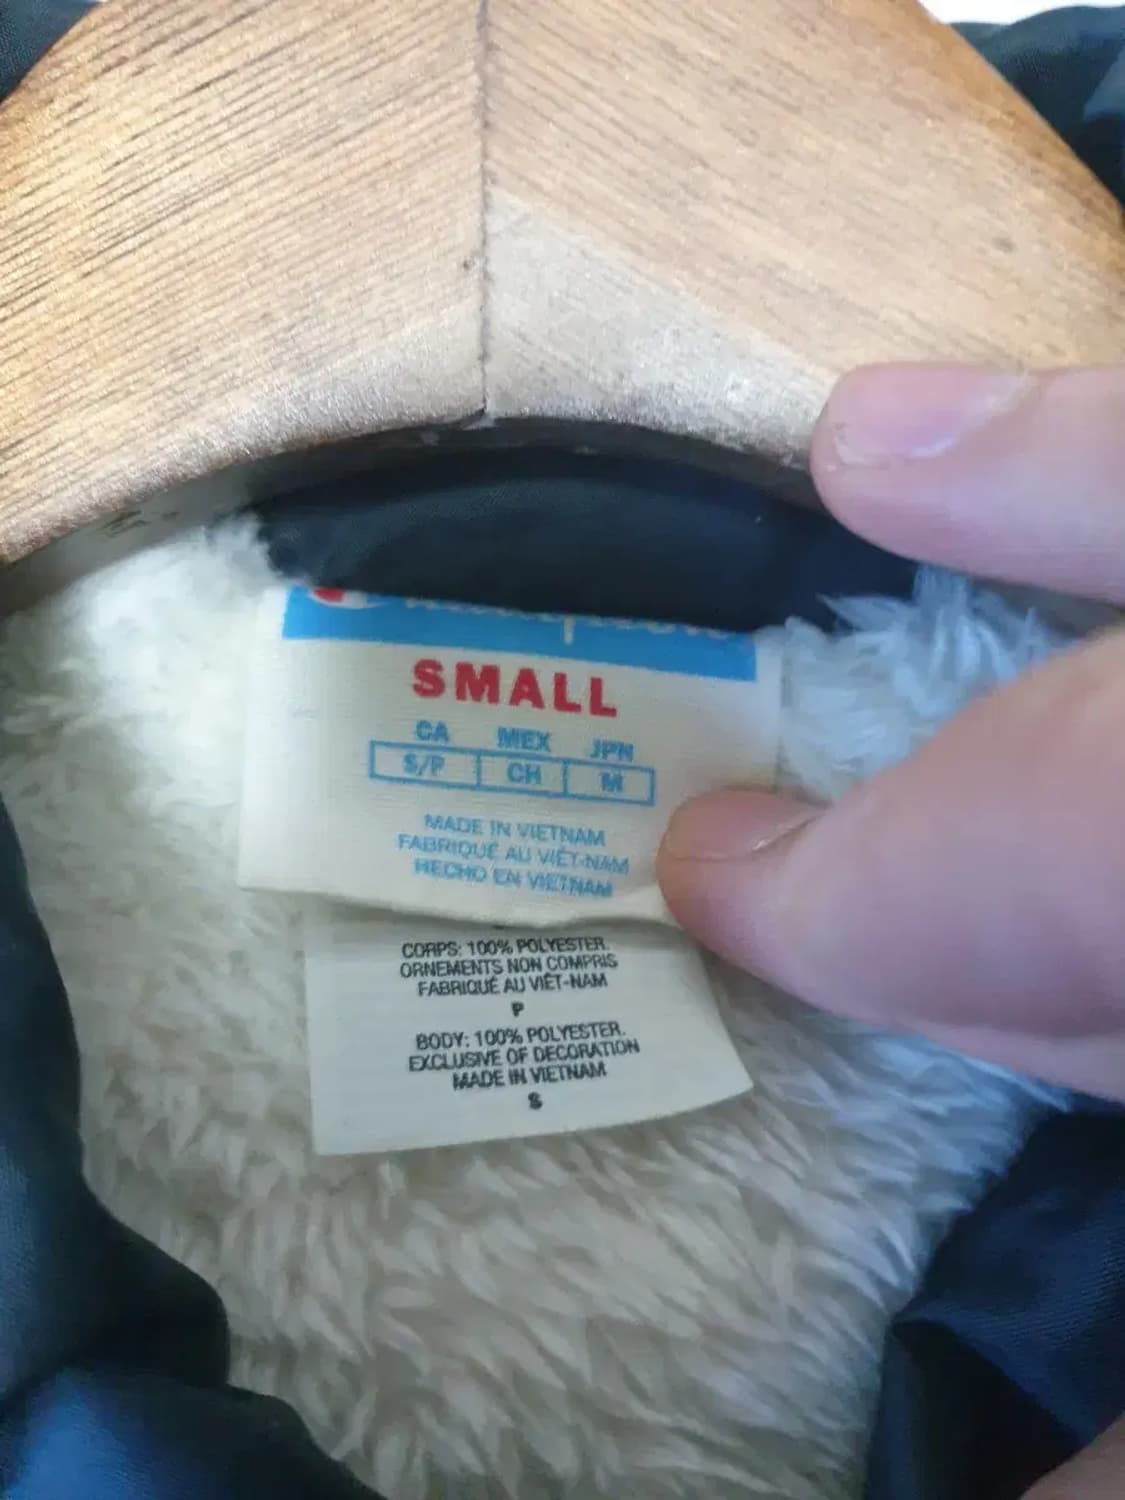 SMALL
CA MEX JPN
S/P CH M
MADE IN VIETNAM
FABRIQUÉ AU VIÊT-NAM
HECHO EN VIETNAM
CORPS: 100% POLYESTER.
ORNEMENTS NON COMPRIS
FABRIQUÉ AU VIÊT-NAM
P
BODY: 100% POLYESTER.
EXCLUSIVE OF DECORATION
MADE IN VIETNAM
S